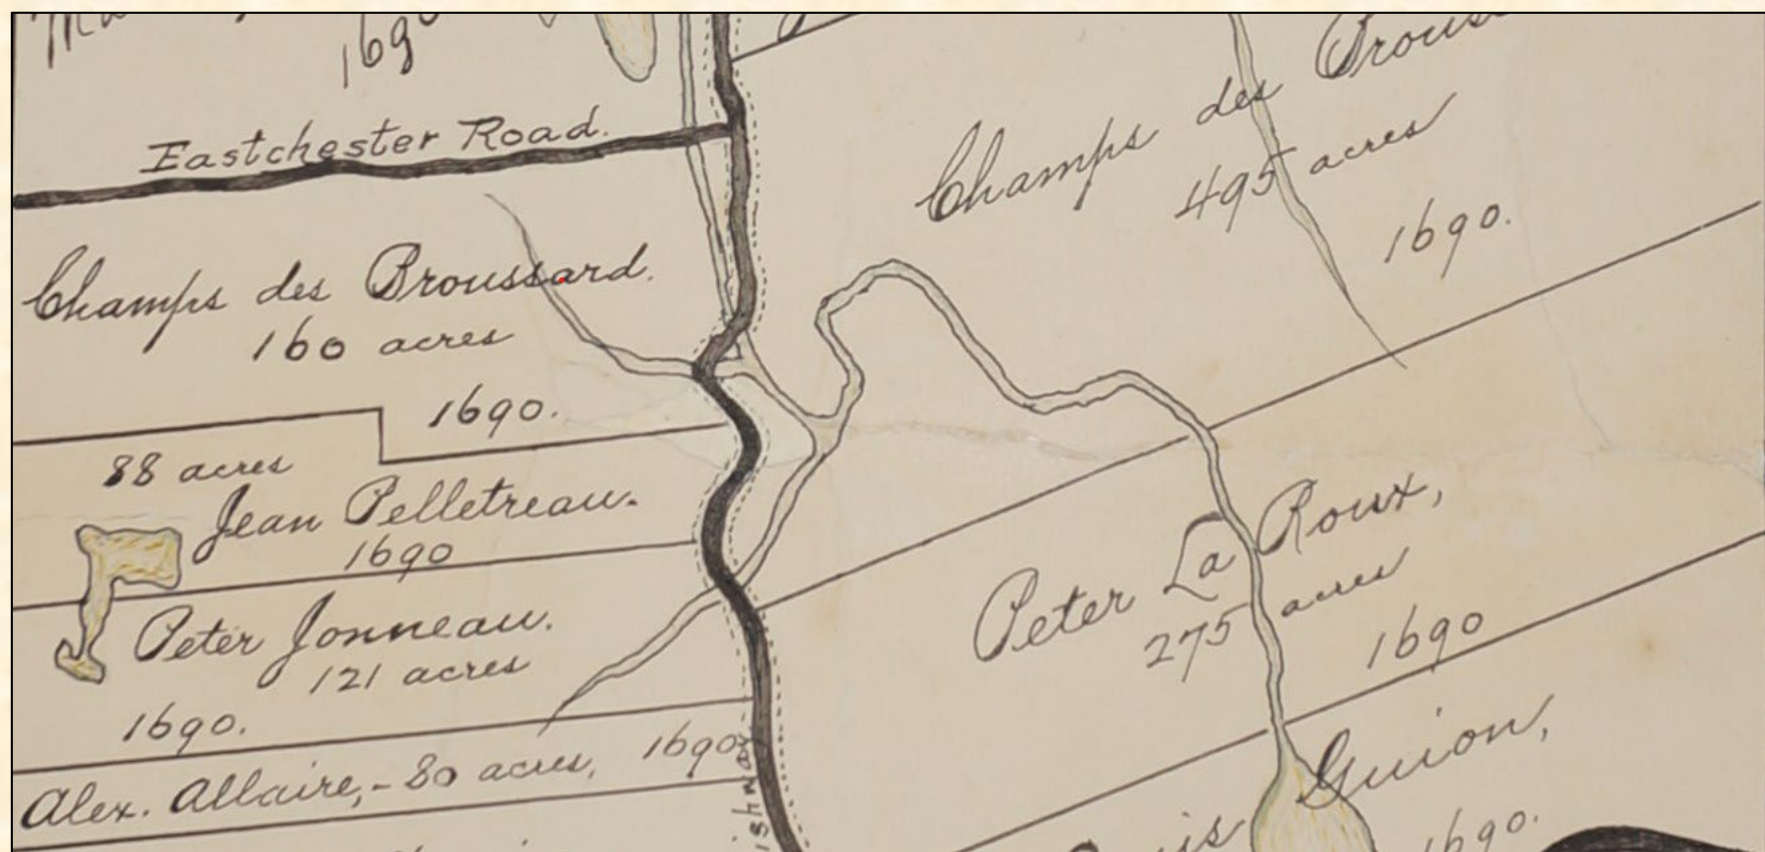 1690
Eastchester Road.
Champs des Broussard.
160 acres
1690.
88 acres
Jean Pelletreau.
1690
Peter Jonneau.
121 acres
1690.
Alex. Allaire,- 80 acres, 1690
Champs des
495 acres
1690.
Peter La Roux,
275 acres
1690
Guion,
1690.